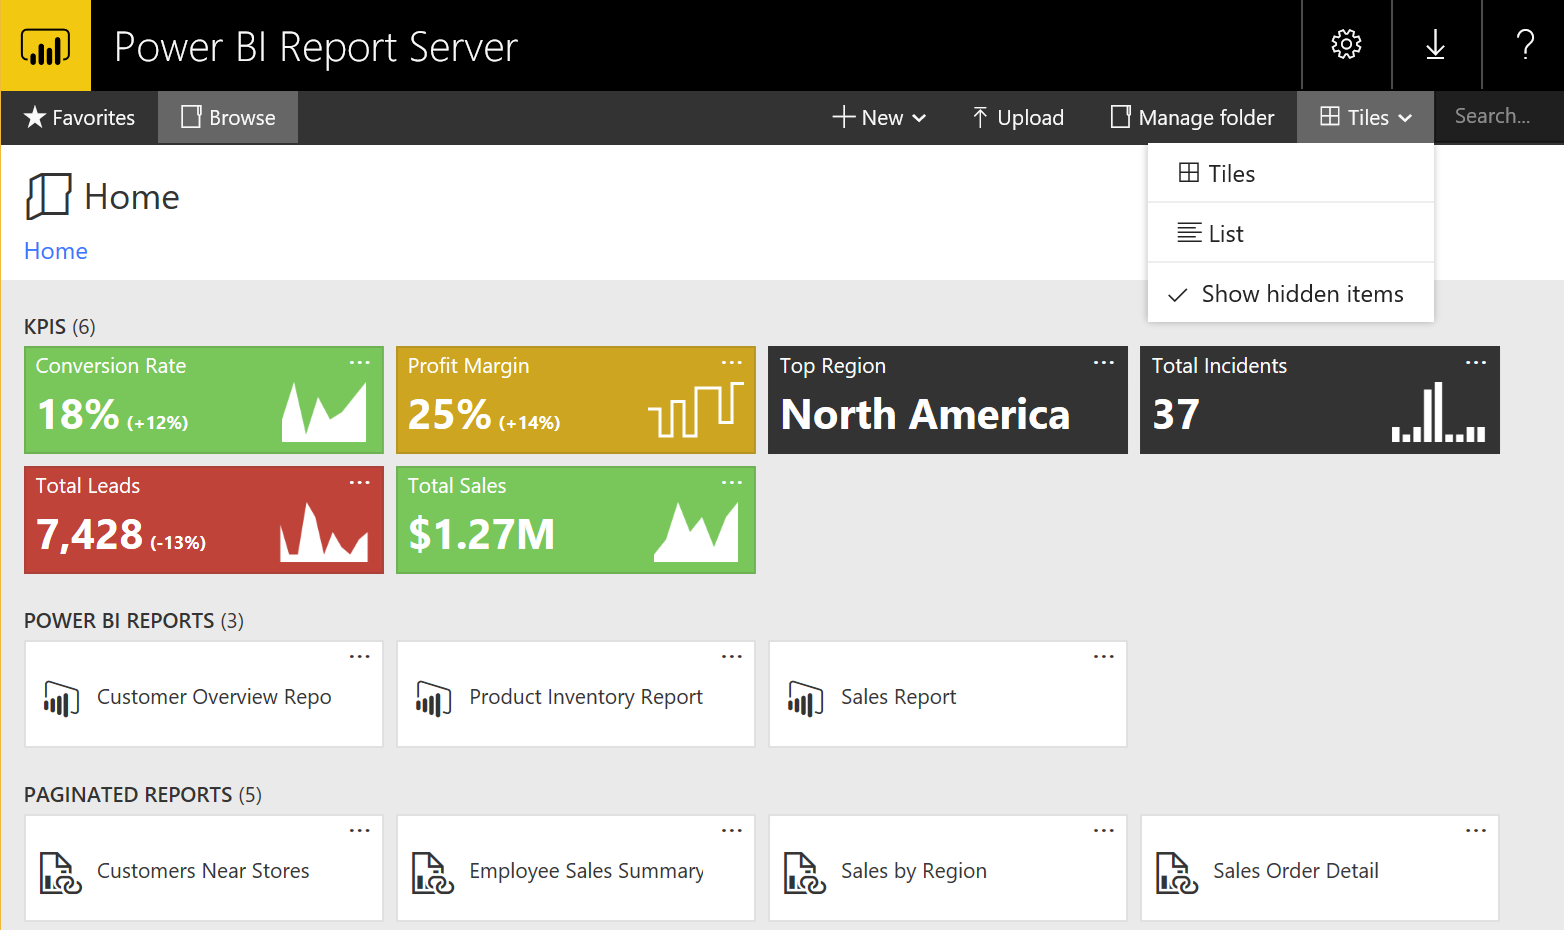 Power BI Report Server
?
Favorites
Browse
New
Upload
Manage folder
Tiles
Search...
Home
Home
Tiles
List
Show hidden items
KPIS (6)
Conversion Rate
18% (+12%)
Profit Margin
25% (+14%)
Top Region
North America
Total Incidents
37
Total Leads
7,428 (-13%)
Total Sales
$1.27M
POWER BI REPORTS (3)
Customer Overview Repo
Product Inventory Report
Sales Report
PAGINATED REPORTS (5)
Customers Near Stores
Employee Sales Summary
Sales by Region
Sales Order Detail